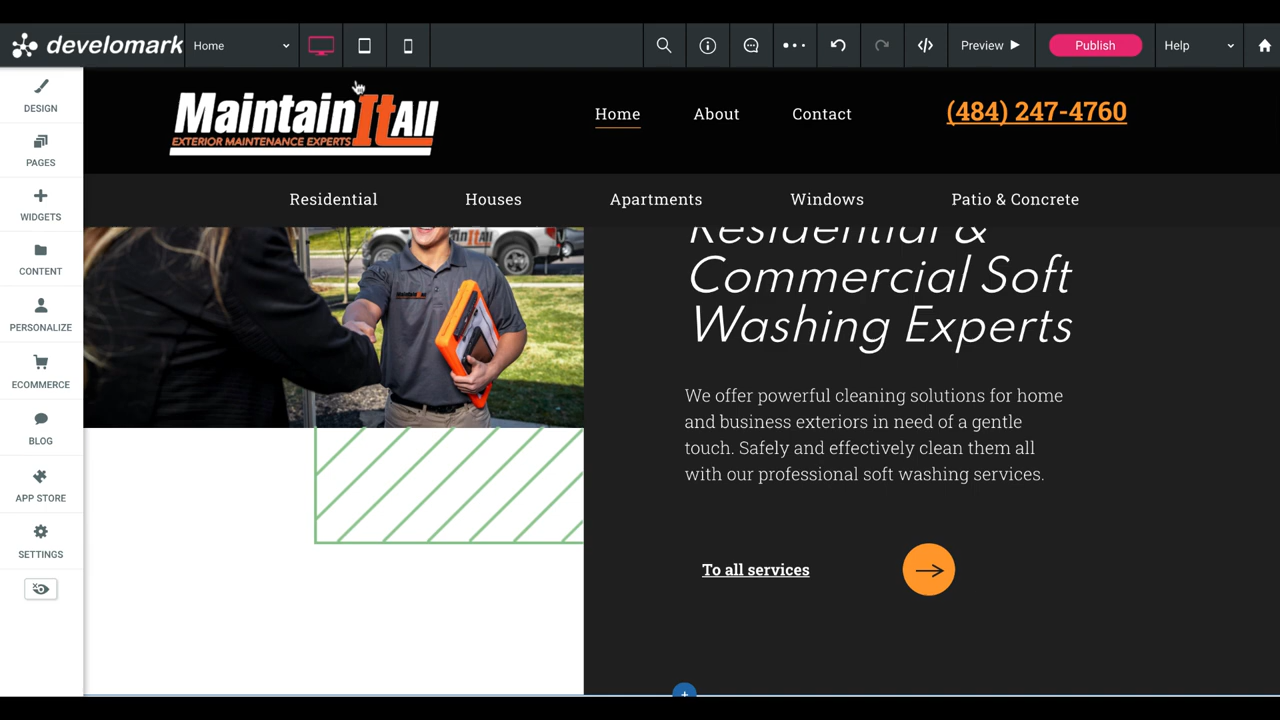 develomark
Home
Preview
Publish
Help
DESIGN
PAGES
WIDGETS
CONTENT
PERSONALIZE
ECOMMERCE
BLOG
APP STORE
SETTINGS
MaintainItAll
EXTERIOR MAINTENANCE EXPERTS
Home
About
Contact
(484) 247-4760
Residential
Houses
Apartments
Windows
Patio & Concrete
Residential &
Commercial Soft
Washing Experts
We offer powerful cleaning solutions for home
and business exteriors in need of a gentle
touch. Safely and effectively clean them all
with our professional soft washing services.
To all services